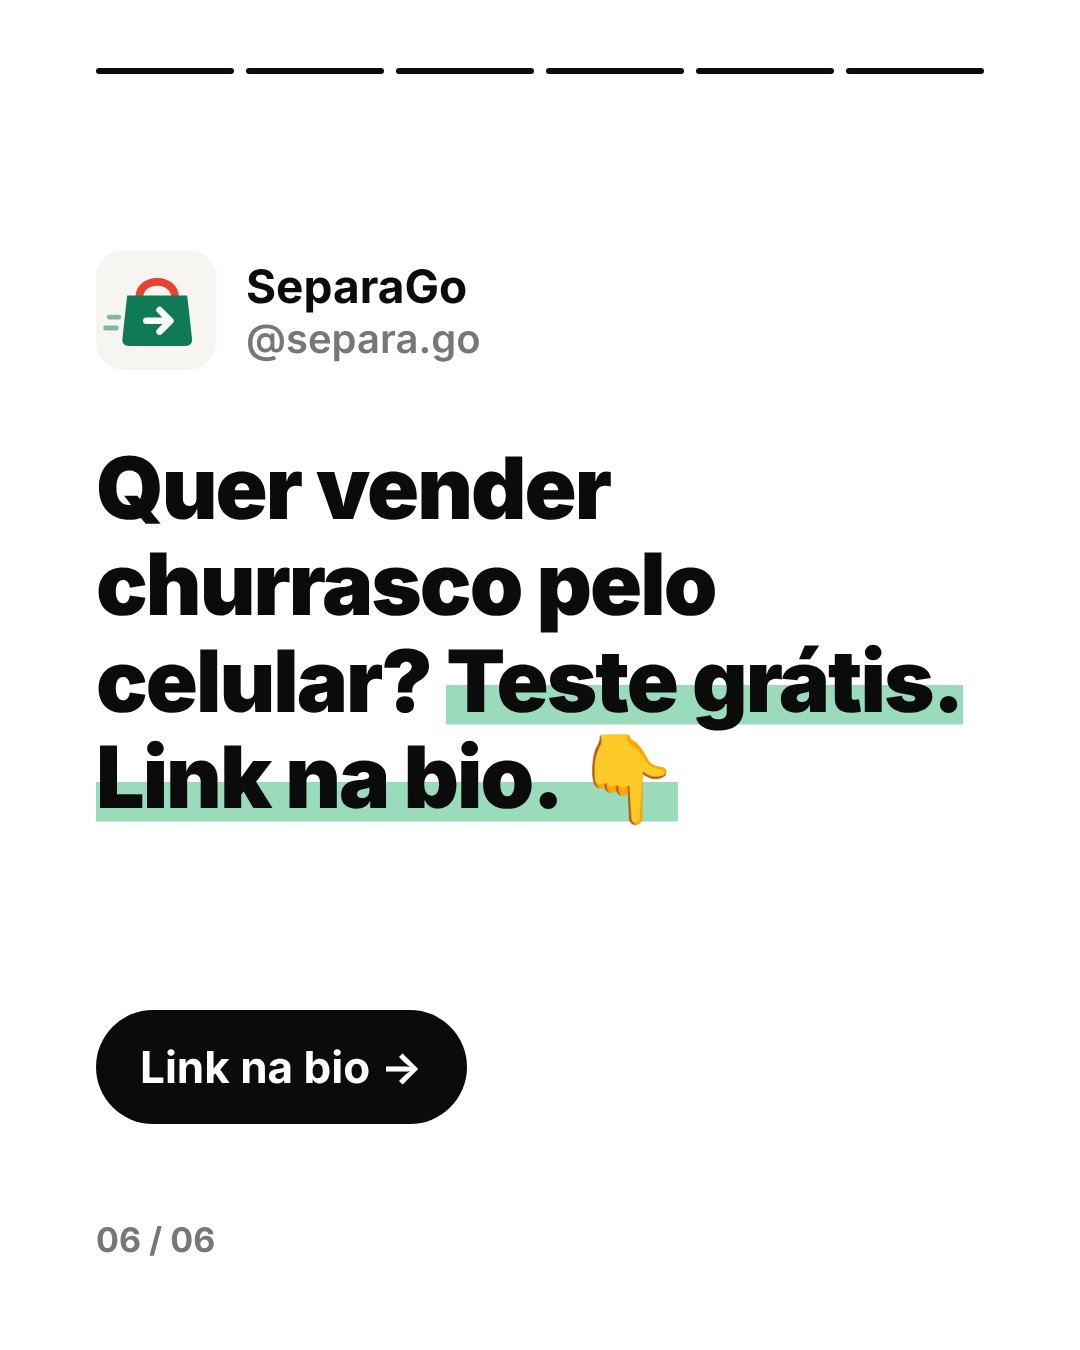 SeparaGo
@separa.go
Quer vender
churrasco pelo
celular? Teste grátis.
Link na bio. 👇
Link na bio →
06 / 06